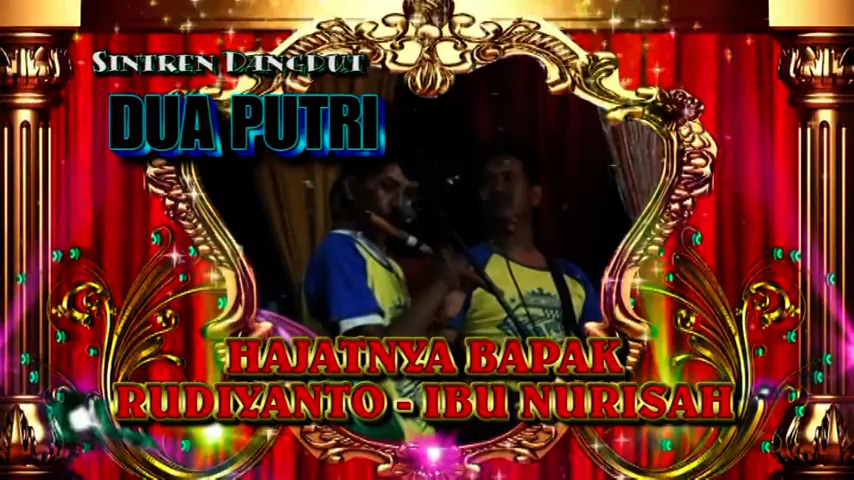 SINTREN DANGDUT
DUA PUTRI
HAJATNYA BAPAK
RUDIYANTO - IBU NURISAH